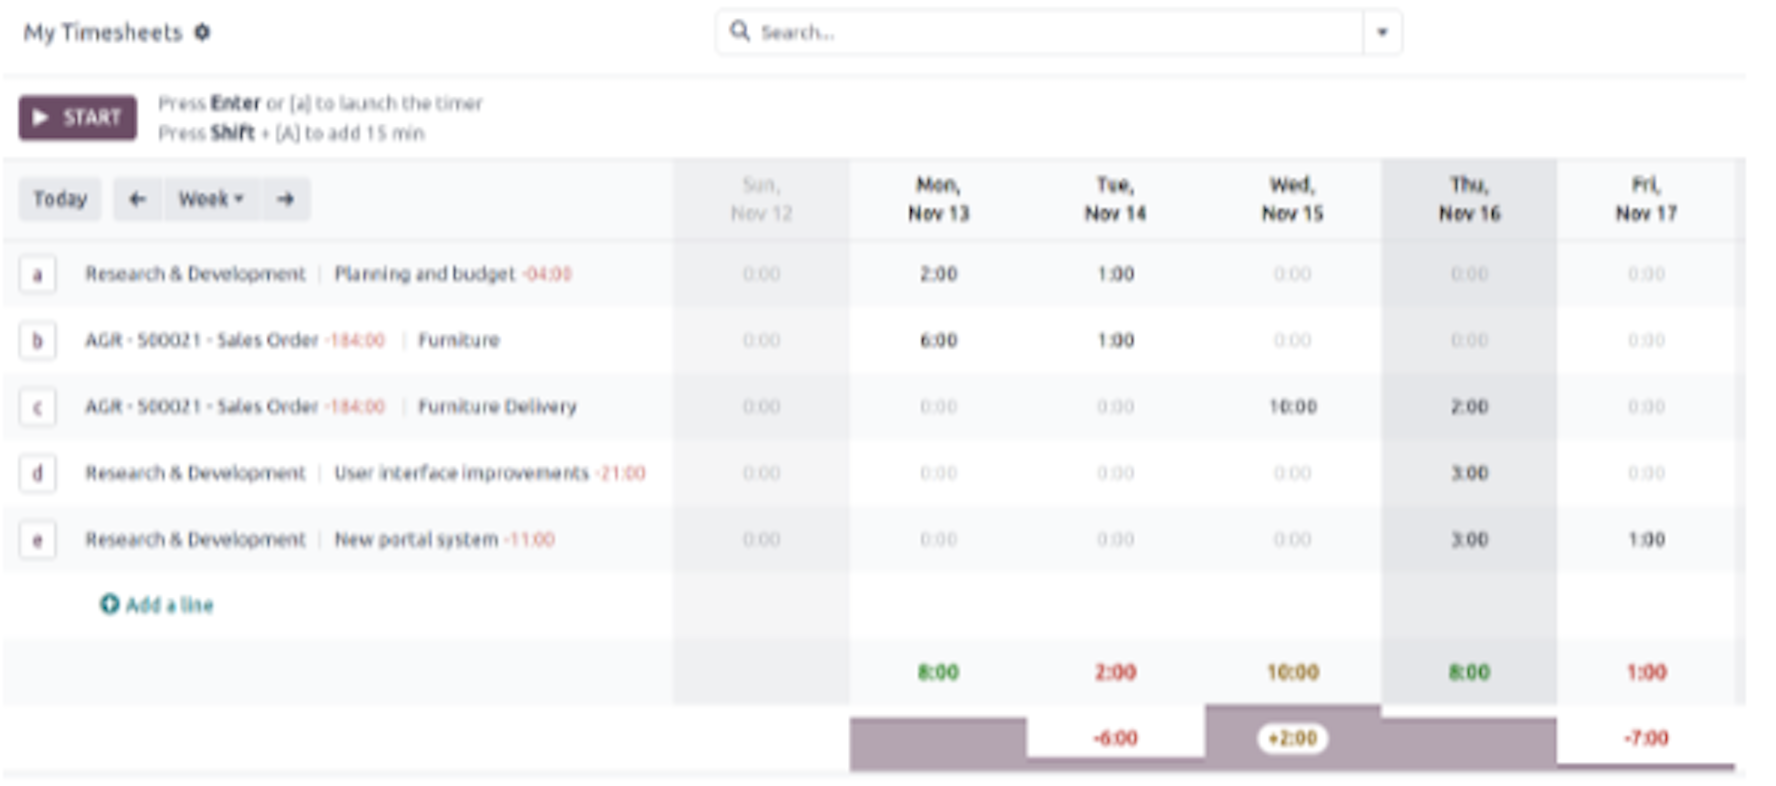 My Timesheets
Search...
START
Press Enter or [a] to launch the timer
Press Shift + [A] to add 15 min
Today ← Week → Sun, Nov 12 Mon, Nov 13 Tue, Nov 14 Wed, Nov 15 Thu, Nov 16 Fri, Nov 17
a Research & Development | Planning and budget -04:00 0:00 2:00 1:00 0:00 0:00 0:00
b AGR - S00021 - Sales Order -184:00 | Furniture 0:00 6:00 1:00 0:00 0:00 0:00
c AGR - S00021 - Sales Order -184:00 | Furniture Delivery 0:00 0:00 0:00 10:00 2:00 0:00
d Research & Development | User interface improvements -21:00 0:00 0:00 0:00 0:00 3:00 0:00
e Research & Development | New portal system -11:00 0:00 0:00 0:00 0:00 3:00 1:00
Add a line
8:00 2:00 10:00 8:00 1:00
-6:00 +2:00 -7:00